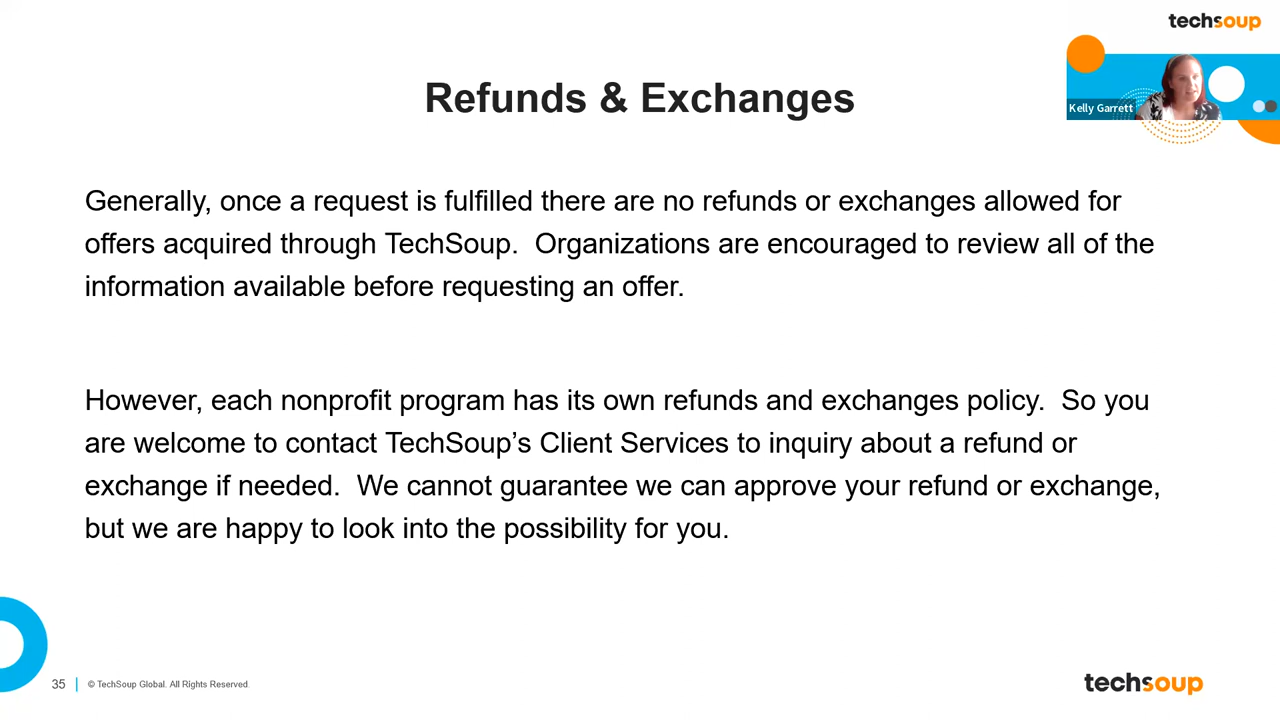 techsoup
Kelly Garrett
Refunds & Exchanges
Generally, once a request is fulfilled there are no refunds or exchanges allowed for
offers acquired through TechSoup.  Organizations are encouraged to review all of the
information available before requesting an offer.
However, each nonprofit program has its own refunds and exchanges policy.  So you
are welcome to contact TechSoup’s Client Services to inquiry about a refund or
exchange if needed.  We cannot guarantee we can approve your refund or exchange,
but we are happy to look into the possibility for you.
35
© TechSoup Global. All Rights Reserved.
techsoup